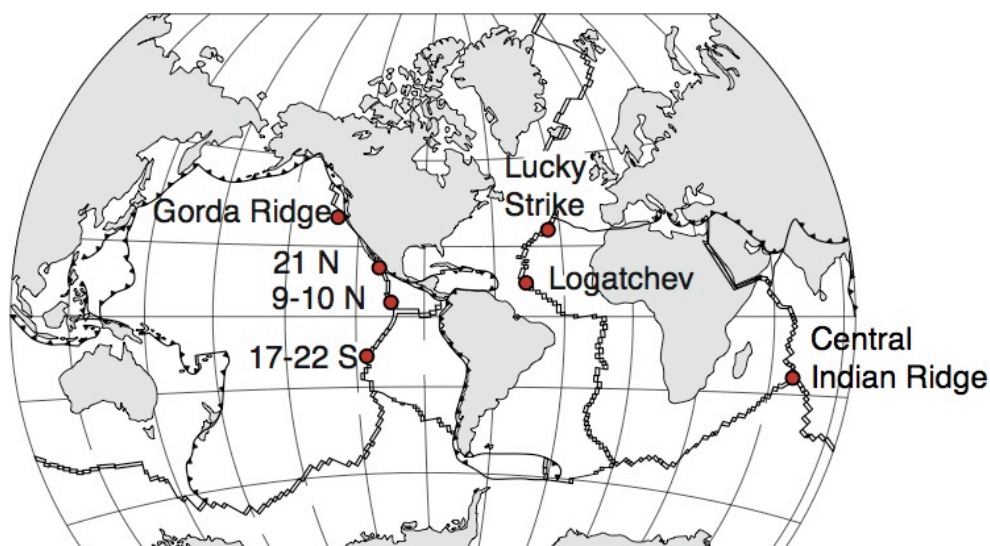 Lucky
Strike
Gorda Ridge
21 N
9-10 N
Logatchev
17-22 S
Central
Indian Ridge